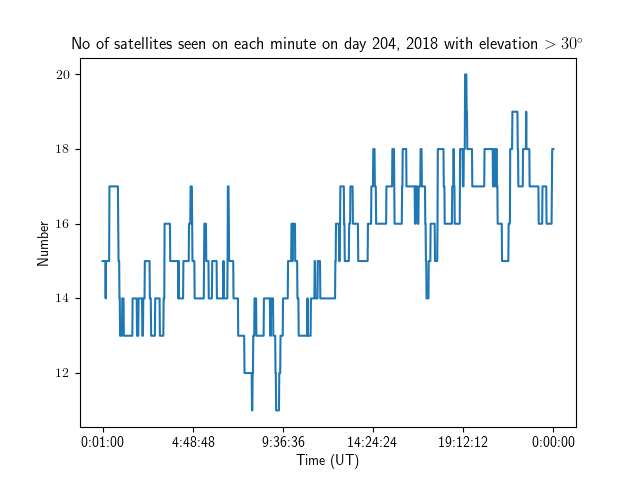 No of satellites seen on each minute on day 204, 2018 with elevation > 30°
20
18
16
14
12
Number
0:01:00 4:48:48 9:36:36 14:24:24 19:12:12 0:00:00
Time (UT)